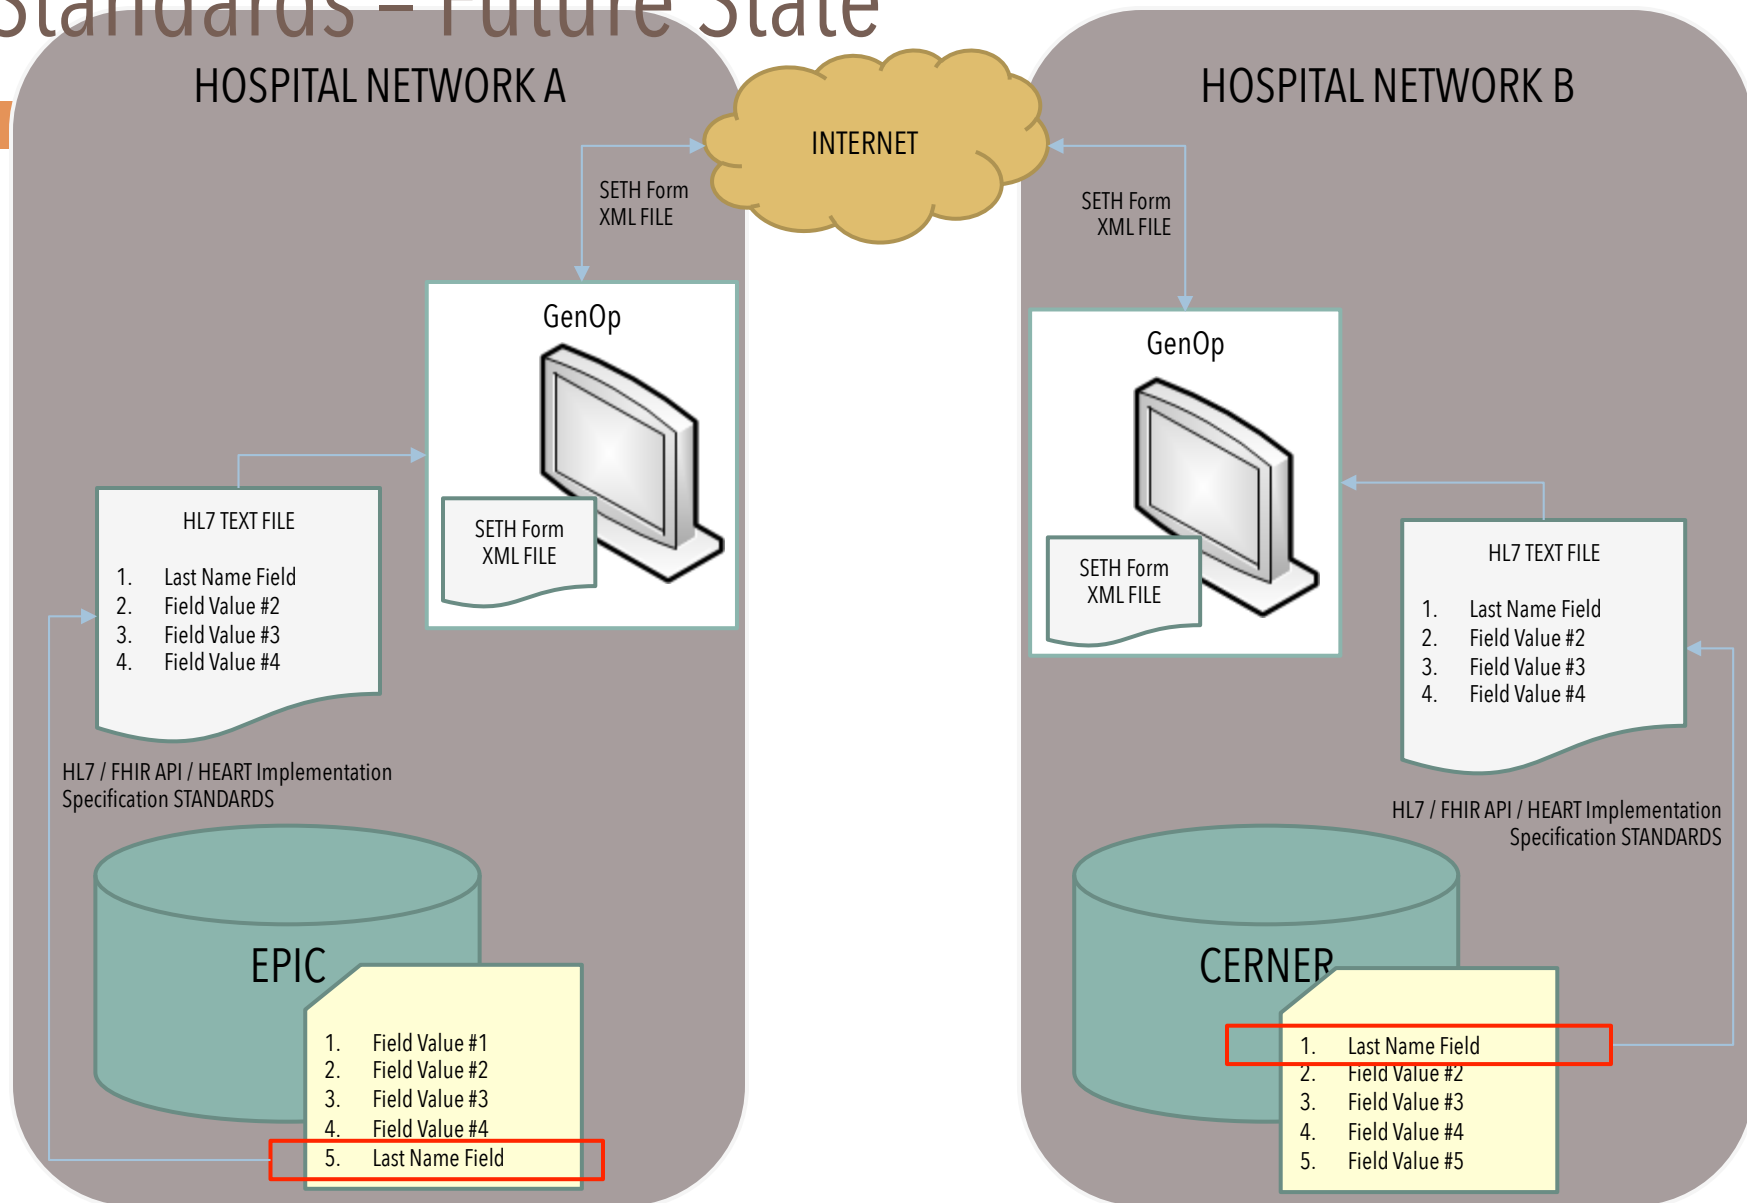 Standards – Future State
HOSPITAL NETWORK A
INTERNET
HOSPITAL NETWORK B
SETH Form
XML FILE
SETH Form
XML FILE
GenOp
SETH Form
XML FILE
GenOp
SETH Form
XML FILE
HL7 TEXT FILE
1. Last Name Field
2. Field Value #2
3. Field Value #3
4. Field Value #4
HL7 TEXT FILE
1. Last Name Field
2. Field Value #2
3. Field Value #3
4. Field Value #4
HL7 / FHIR API / HEART Implementation
Specification STANDARDS
HL7 / FHIR API / HEART Implementation
Specification STANDARDS
EPIC
1. Field Value #1
2. Field Value #2
3. Field Value #3
4. Field Value #4
5. Last Name Field
CERNER
1. Last Name Field
2. Field Value #2
3. Field Value #3
4. Field Value #4
5. Field Value #5